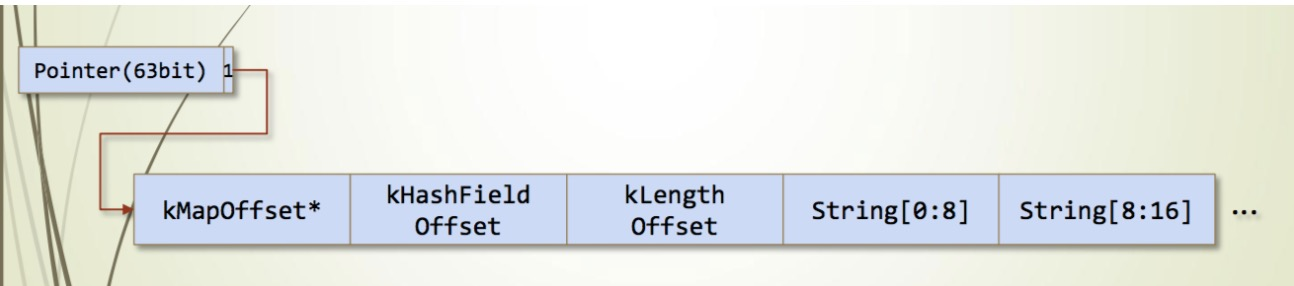 Pointer(63bit) 1
kMapOffset*
kHashField
Offset
kLength
Offset
String[0:8]
String[8:16]
...